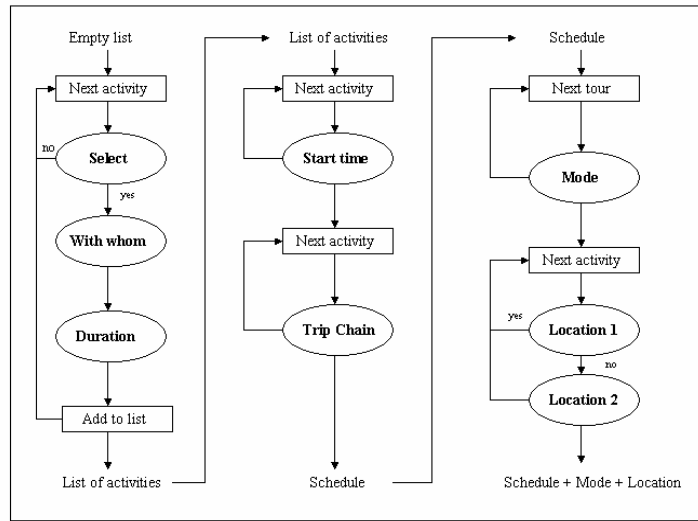 Empty list
Next activity
no
Select
yes
With whom
Duration
Add to list
List of activities
List of activities
Next activity
Start time
Next activity
Trip Chain
Schedule
Schedule
Next tour
Mode
Next activity
yes
Location 1
no
Location 2
Schedule + Mode + Location